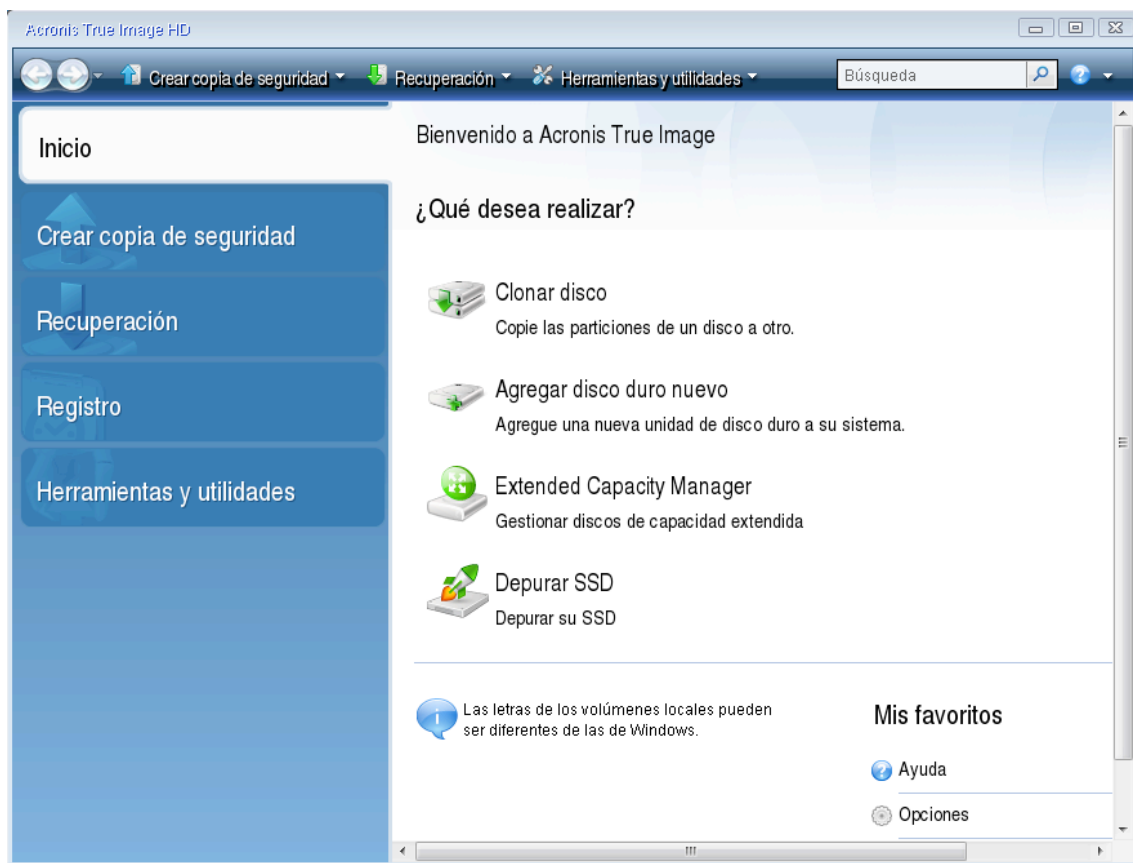 Acronis True Image HD
Crear copia de seguridad
Recuperación
Herramientas y utilidades
Búsqueda
Inicio
Crear copia de seguridad
Recuperación
Registro
Herramientas y utilidades
Bienvenido a Acronis True Image
¿Qué desea realizar?
Clonar disco
Copie las particiones de un disco a otro.
Agregar disco duro nuevo
Agregue una nueva unidad de disco duro a su sistema.
Extended Capacity Manager
Gestionar discos de capacidad extendida
Depurar SSD
Depurar su SSD
Las letras de los volúmenes locales pueden
ser diferentes de las de Windows.
Mis favoritos
Ayuda
Opciones